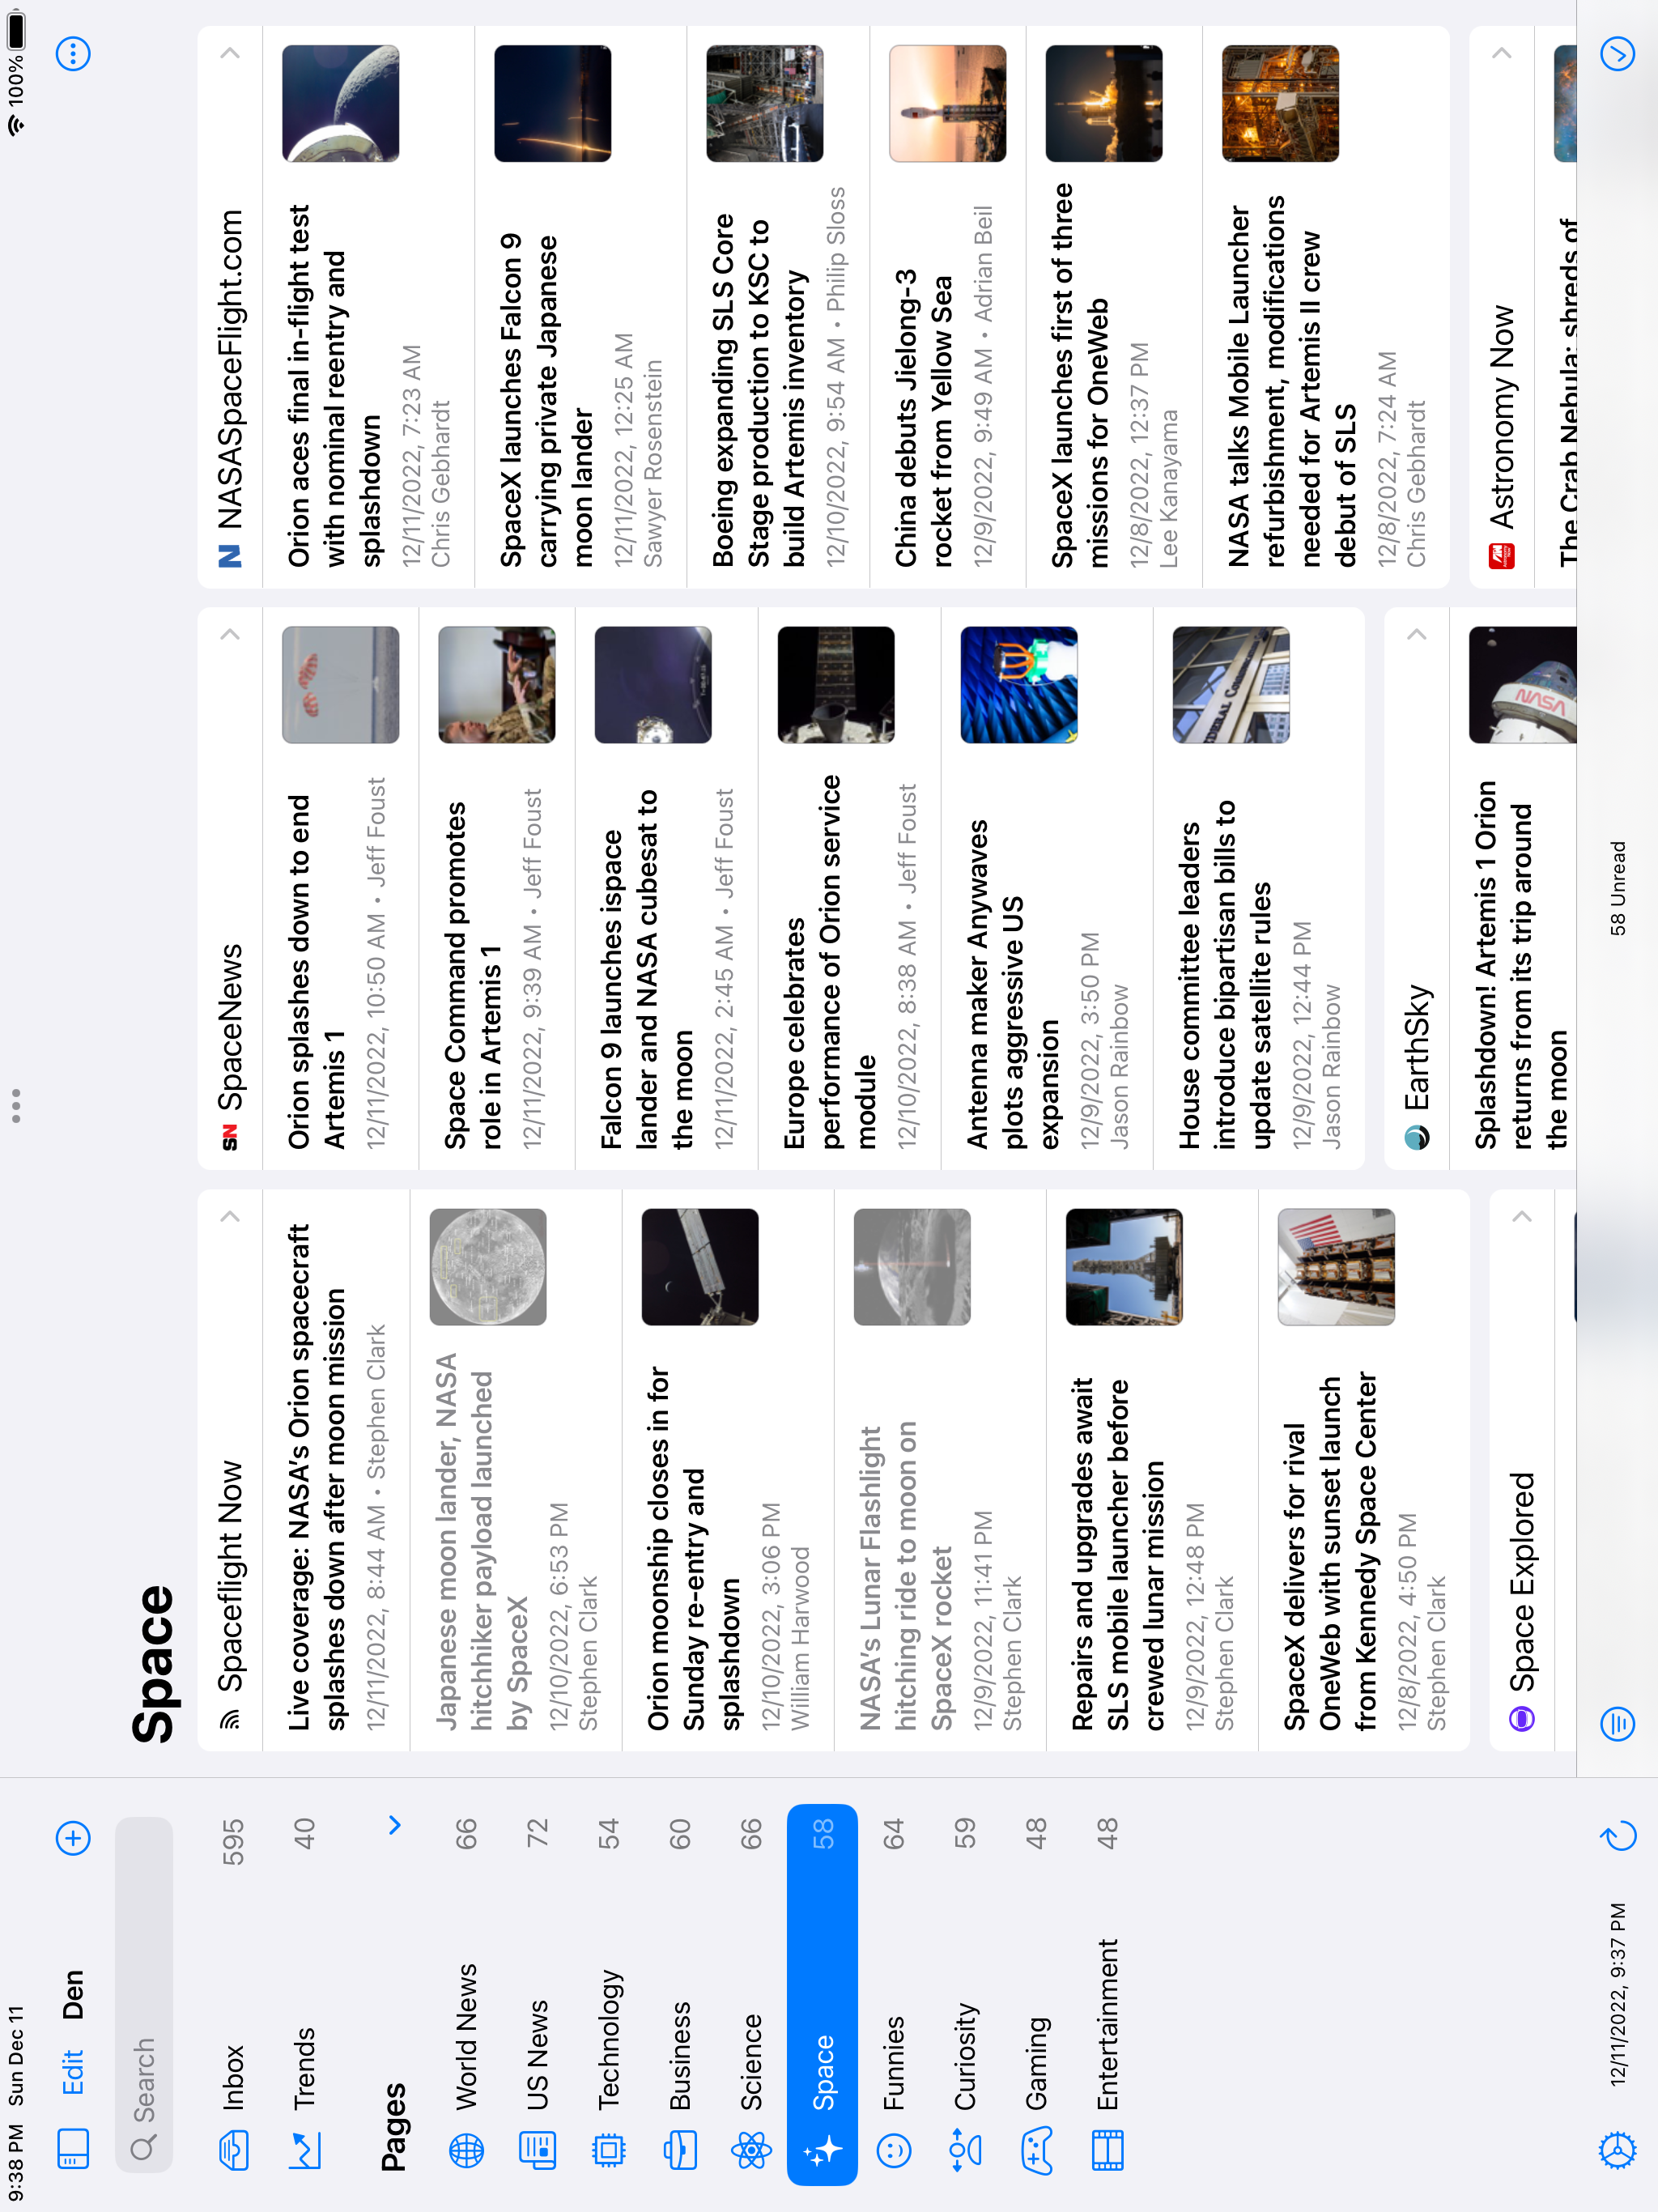 9:38 PM Sun Dec 11
100%
Edit
Den
Search
Inbox 595
Trends 40
Pages
World News 66
US News 72
Technology 54
Business 60
Science 66
Space 58
Funnies 64
Curiosity 59
Gaming 48
Entertainment 48
12/11/2022, 9:37 PM
Space
Spaceflight Now
Live coverage: NASA's Orion spacecraft
splashes down after moon mission
12/11/2022, 8:44 AM • Stephen Clark
Japanese moon lander, NASA
hitchhiker payload launched
by SpaceX
12/10/2022, 6:53 PM
Stephen Clark
Orion moonship closes in for
Sunday re-entry and
splashdown
12/10/2022, 3:06 PM
William Harwood
NASA's Lunar Flashlight
hitching ride to moon on
SpaceX rocket
12/9/2022, 11:41 PM
Stephen Clark
Repairs and upgrades await
SLS mobile launcher before
crewed lunar mission
12/9/2022, 12:48 PM
Stephen Clark
SpaceX delivers for rival
OneWeb with sunset launch
from Kennedy Space Center
12/8/2022, 4:50 PM
Stephen Clark
Space Explored
SN SpaceNews
Orion splashes down to end
Artemis 1
12/11/2022, 10:50 AM • Jeff Foust
Space Command promotes
role in Artemis 1
12/11/2022, 9:39 AM • Jeff Foust
Falcon 9 launches ispace
lander and NASA cubesat to
the moon
12/11/2022, 2:45 AM • Jeff Foust
Europe celebrates
performance of Orion service
module
12/10/2022, 8:38 AM • Jeff Foust
Antenna maker Anywaves
plots aggressive US
expansion
12/9/2022, 3:50 PM
Jason Rainbow
House committee leaders
introduce bipartisan bills to
update satellite rules
12/9/2022, 12:44 PM
Jason Rainbow
EarthSky
Splashdown! Artemis 1 Orion
returns from its trip around
the moon
NASA
N NASASpaceFlight.com
Orion aces final in-flight test
with nominal reentry and
splashdown
12/11/2022, 7:23 AM
Chris Gebhardt
SpaceX launches Falcon 9
carrying private Japanese
moon lander
12/11/2022, 12:25 AM
Sawyer Rosenstein
Boeing expanding SLS Core
Stage production to KSC to
build Artemis inventory
12/10/2022, 9:54 AM • Philip Sloss
China debuts Jielong-3
rocket from Yellow Sea
12/9/2022, 9:49 AM • Adrian Beil
SpaceX launches first of three
missions for OneWeb
12/8/2022, 12:37 PM
Lee Kanayama
NASA talks Mobile Launcher
refurbishment, modifications
needed for Artemis II crew
debut of SLS
12/8/2022, 7:24 AM
Chris Gebhardt
Astronomy Now
The Crab Nebula: shreds of
58 Unread